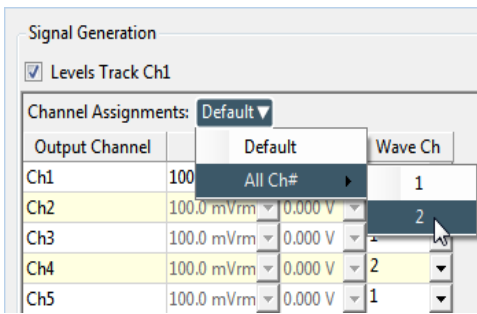 Signal Generation
Levels Track Ch1
Channel Assignments: Default
Output Channel Default Wave Ch
Ch1 100 All Ch# 1
Ch2 100.0 mVrm 0.000 V 2
Ch3 100.0 mVrm 0.000 V
Ch4 100.0 mVrm 0.000 V 2
Ch5 100.0 mVrm 0.000 V 1